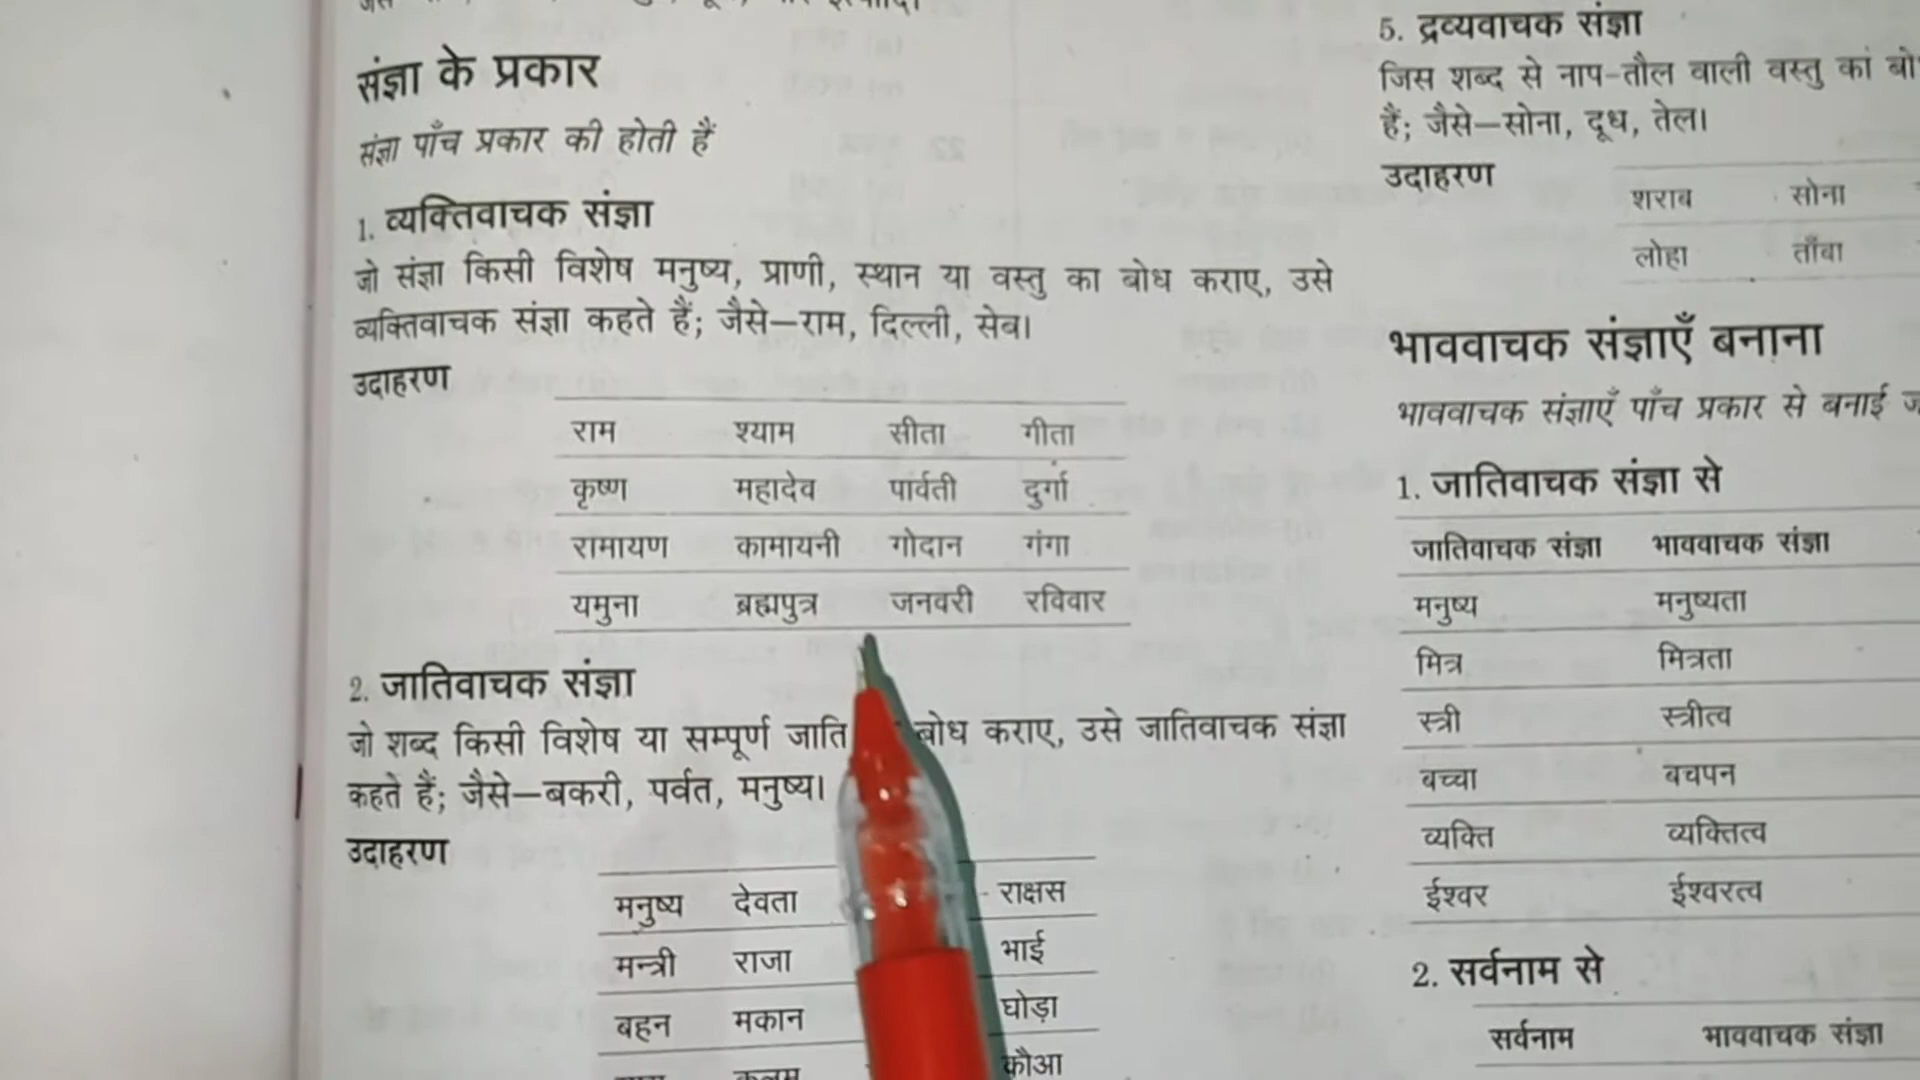 संज्ञा के प्रकार
संज्ञा पाँच प्रकार की होती हैं
1. व्यक्तिवाचक संज्ञा
जो संज्ञा किसी विशेष मनुष्य, प्राणी, स्थान या वस्तु का बोध कराए, उसे
व्यक्तिवाचक संज्ञा कहते हैं; जैसे—राम, दिल्ली, सेब।
उदाहरण
राम श्याम सीता गीता
कृष्ण महादेव पार्वती दुर्गा
रामायण कामायनी गोदान गंगा
यमुना ब्रह्मपुत्र जनवरी रविवार
2. जातिवाचक संज्ञा
जो शब्द किसी विशेष या सम्पूर्ण जाति बोध कराए, उसे जातिवाचक संज्ञा
कहते हैं; जैसे—बकरी, पर्वत, मनुष्य।
उदाहरण
मनुष्य देवता राक्षस
मन्त्री राजा भाई
बहन मकान घोड़ा
कलम कौआ
5. द्रव्यवाचक संज्ञा
जिस शब्द से नाप-तौल वाली वस्तु कां
हैं; जैसे—सोना, दूध, तेल।
उदाहरण
शराब सोना
लोहा ताँबा
भाववाचक संज्ञाएँ बनाना
भाववाचक संज्ञाएँ पाँच प्रकार से बनाई
1. जातिवाचक संज्ञा से
जातिवाचक संज्ञा भाववाचक संज्ञा
मनुष्य मनुष्यता
मित्र मित्रता
स्त्री स्त्रीत्व
बच्चा बचपन
व्यक्ति व्यक्तित्व
ईश्वर ईश्वरत्व
2. सर्वनाम से
सर्वनाम भाववाचक संज्ञा